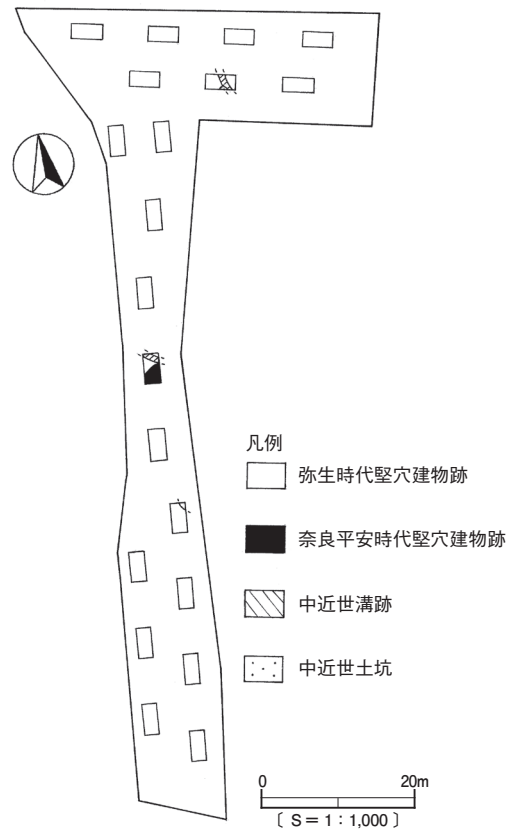 凡例
弥生時代竪穴建物跡
奈良平安時代竪穴建物跡
中近世溝跡
中近世土坑
0 20m
〔 S = 1 : 1,000 〕